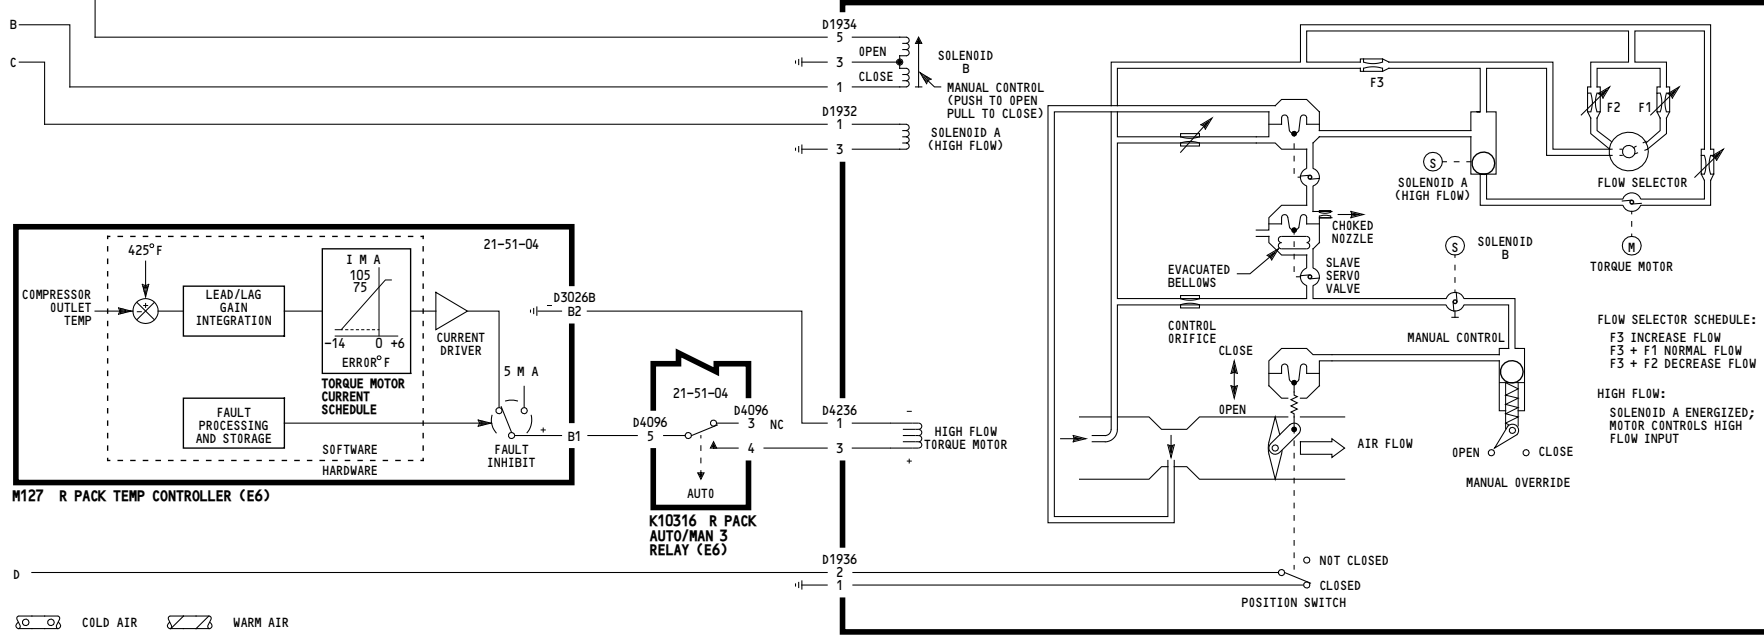 B
D1934
5
OPEN
3
CLOSE
1
SOLENOID
B
MANUAL CONTROL
(PUSH TO OPEN
PULL TO CLOSE)
C
D1932
1
3
SOLENOID A
(HIGH FLOW)
F3
F2
F1
S
SOLENOID A
(HIGH FLOW)
FLOW SELECTOR
M
TORQUE MOTOR
CHOKED
NOZZLE
EVACUATED
BELLOWS
SLAVE
SERVO
VALVE
S
SOLENOID
B
CONTROL
ORIFICE
MANUAL CONTROL
CLOSE
OPEN
AIR FLOW
OPEN
CLOSE
MANUAL OVERRIDE
FLOW SELECTOR SCHEDULE:
F3 INCREASE FLOW
F3 + F1 NORMAL FLOW
F3 + F2 DECREASE FLOW
HIGH FLOW:
SOLENOID A ENERGIZED;
MOTOR CONTROLS HIGH
FLOW INPUT
425°F
21-51-04
COMPRESSOR
OUTLET
TEMP
+
-
LEAD/LAG
GAIN
INTEGRATION
I M A
105
75
-14 0 +6
ERROR°F
TORQUE MOTOR
CURRENT
SCHEDULE
CURRENT
DRIVER
D3026B
-
B2
5 M A
FAULT
PROCESSING
AND STORAGE
SOFTWARE
HARDWARE
FAULT
INHIBIT
+
B1
M127 R PACK TEMP CONTROLLER (E6)
21-51-04
D4096
5
D4096
3
NC
4
AUTO
K10316 R PACK
AUTO/MAN 3
RELAY (E6)
D4236
1
3
-
HIGH FLOW
TORQUE MOTOR
+
D
D1936
2
1
NOT CLOSED
CLOSED
POSITION SWITCH
COLD AIR
WARM AIR